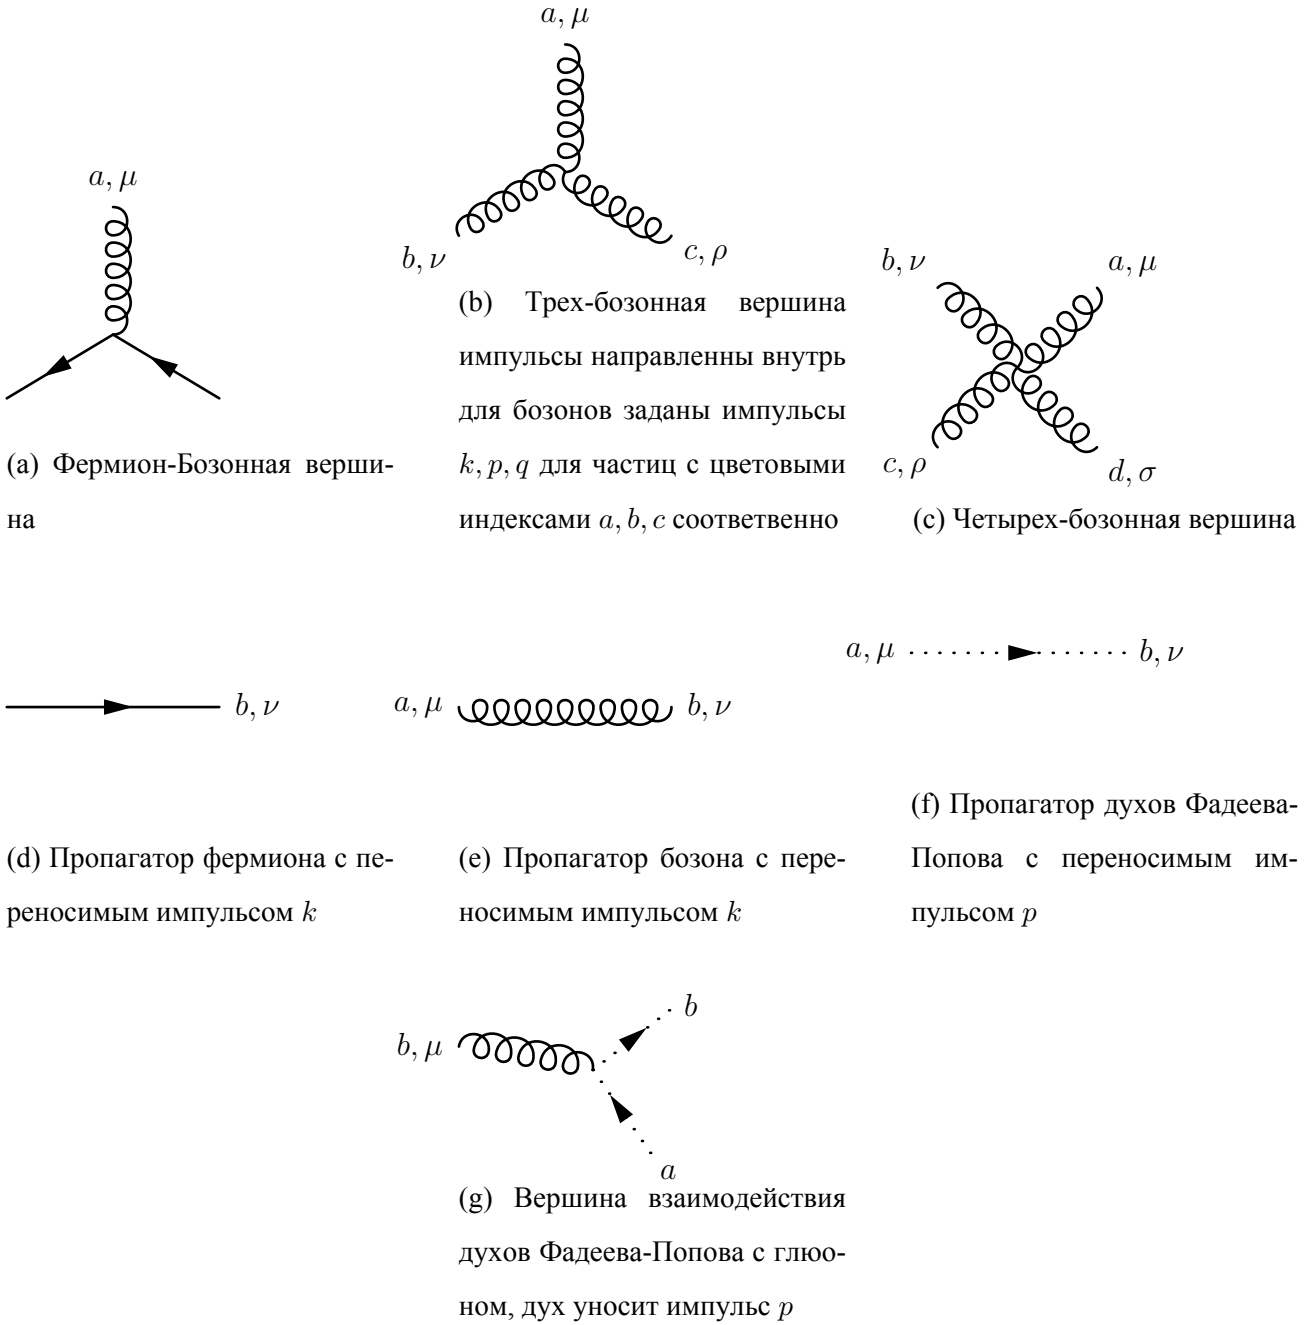 a, μ
a, μ
b, ν
c, ρ
b, ν
a, μ
c, ρ
d, σ
(a) Фермион-Бозонная верши-
на
(b) Трех-бозонная вершина
импульсы направленны внутрь
для бозонов заданы импульсы
k, p, q для частиц с цветовыми
индексами a, b, c соответвенно
(c) Четырех-бозонная вершина
b, ν
a, μ
b, ν
a, μ
b, ν
(d) Пропагатор фермиона с пе-
реносимым импульсом k
(e) Пропагатор бозона с пере-
носимым импульсом k
(f) Пропагатор духов Фадеева-
Попова с переносимым им-
пульсом p
b, μ
b
a
(g) Вершина взаимодействия
духов Фадеева-Попова с глюо-
ном, дух уносит импульс p